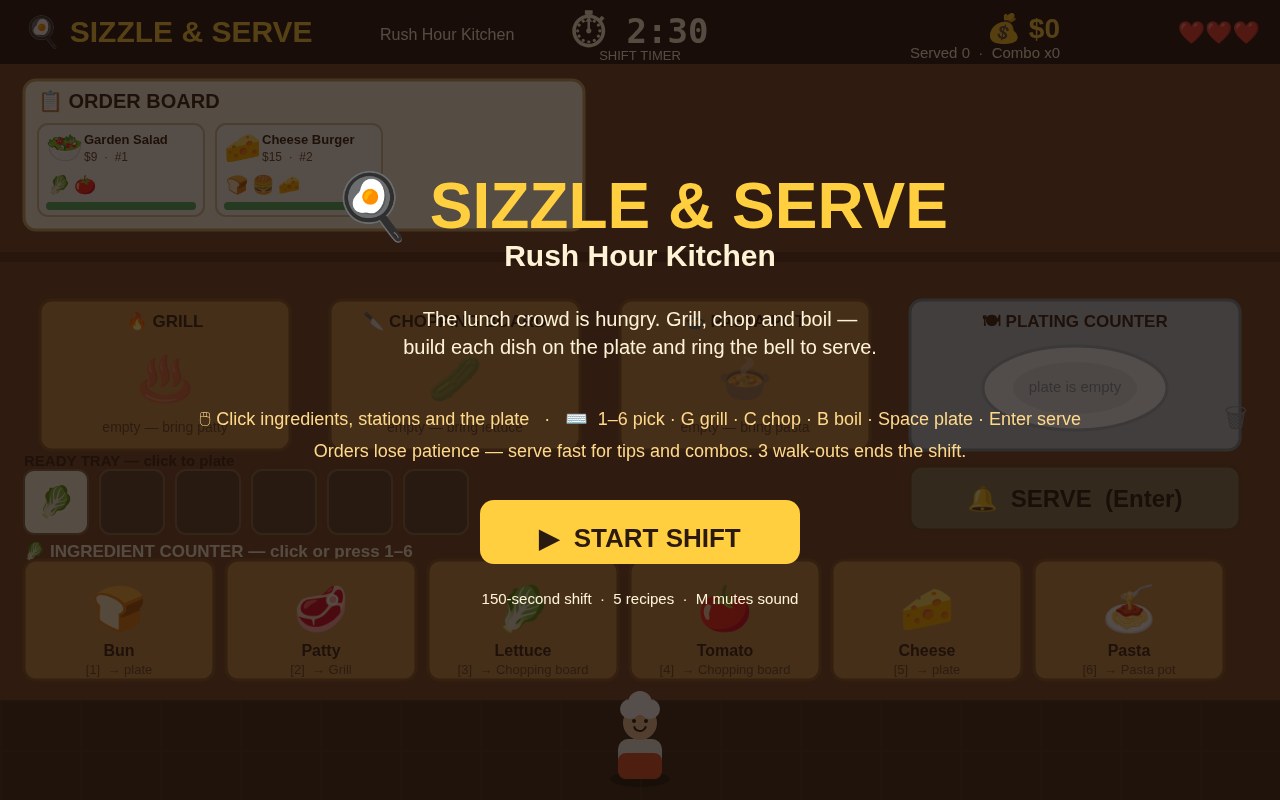 SIZZLE & SERVE
Rush Hour Kitchen
2:30
SHIFT TIMER
$0
Served 0 · Combo x0
ORDER BOARD
Garden Salad
$9 · #1
Cheese Burger
$15 · #2
SIZZLE & SERVE
Rush Hour Kitchen
GRILL
PLATING COUNTER
The lunch crowd is hungry. Grill, chop and boil —
build each dish on the plate and ring the bell to serve.
plate is empty
Click ingredients, stations and the plate · 1–6 pick · G grill · C chop · B boil · Space plate · Enter serve
empty — bring patty
empty — bring lettuce
Orders lose patience — serve fast for tips and combos. 3 walk-outs ends the shift.
READY TRAY — click to plate
SERVE (Enter)
▶ START SHIFT
INGREDIENT COUNTER — click or press 1–6
150-second shift · 5 recipes · M mutes sound
Bun
[1] → plate
Patty
[2] → Grill
Lettuce
[3] → Chopping board
Tomato
[4] → Chopping board
Cheese
[5] → plate
Pasta
[6] → Pasta pot